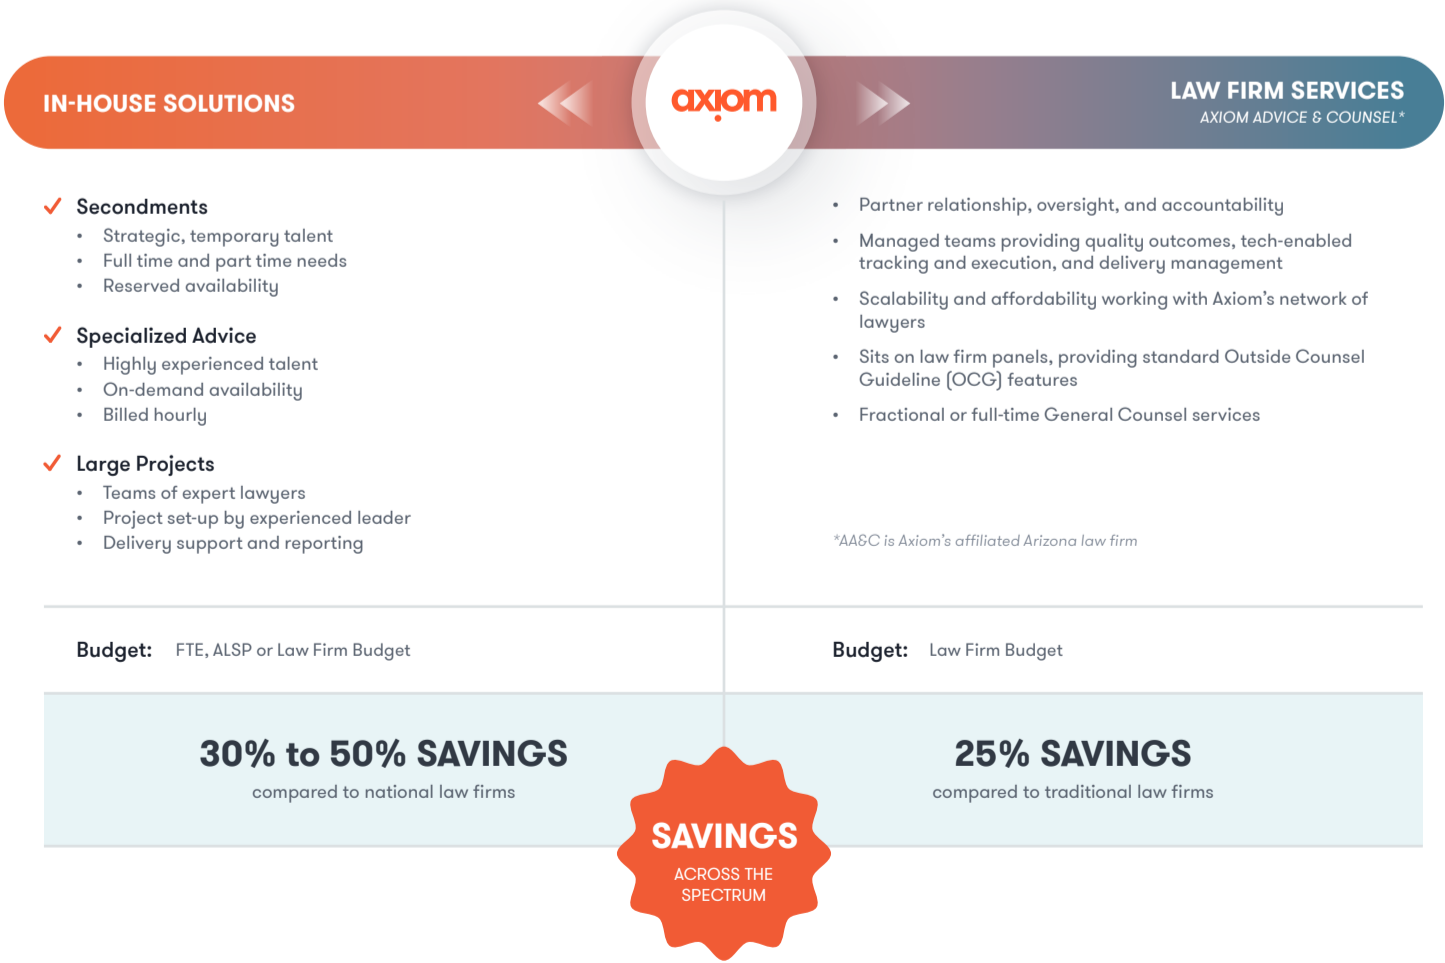 axiom
IN-HOUSE SOLUTIONS
LAW FIRM SERVICES
AXIOM ADVICE & COUNSEL*
✓ Secondments
• Strategic, temporary talent
• Full time and part time needs
• Reserved availability
✓ Specialized Advice
• Highly experienced talent
• On-demand availability
• Billed hourly
✓ Large Projects
• Teams of expert lawyers
• Project set-up by experienced leader
• Delivery support and reporting
• Partner relationship, oversight, and accountability
• Managed teams providing quality outcomes, tech-enabled
tracking and execution, and delivery management
• Scalability and affordability working with Axiom's network of
lawyers
• Sits on law firm panels, providing standard Outside Counsel
Guideline (OCG) features
• Fractional or full-time General Counsel services
*AA&C is Axiom's affiliated Arizona law firm
Budget: FTE, ALSP or Law Firm Budget
Budget: Law Firm Budget
30% to 50% SAVINGS
compared to national law firms
25% SAVINGS
compared to traditional law firms
SAVINGS
ACROSS THE
SPECTRUM